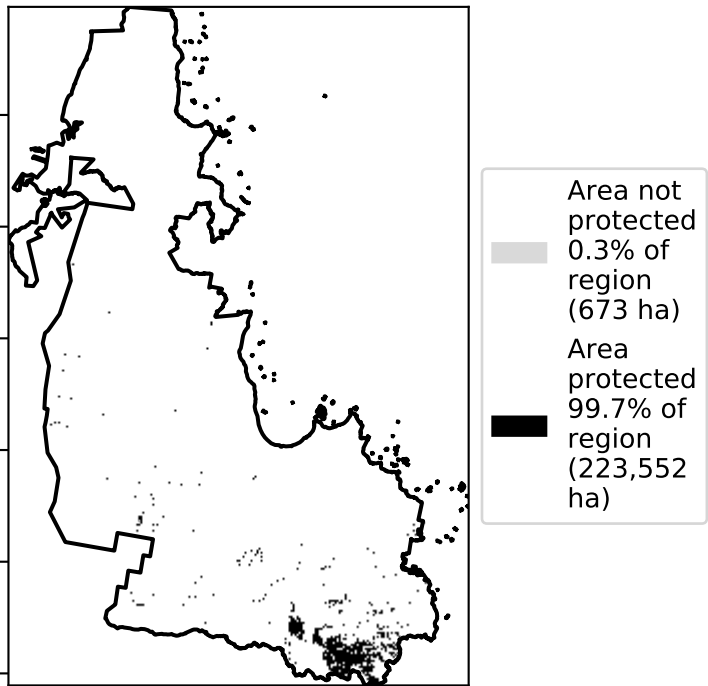 Area not
protected
0.3% of
region
(673 ha)
Area
protected
99.7% of
region
(223,552
ha)